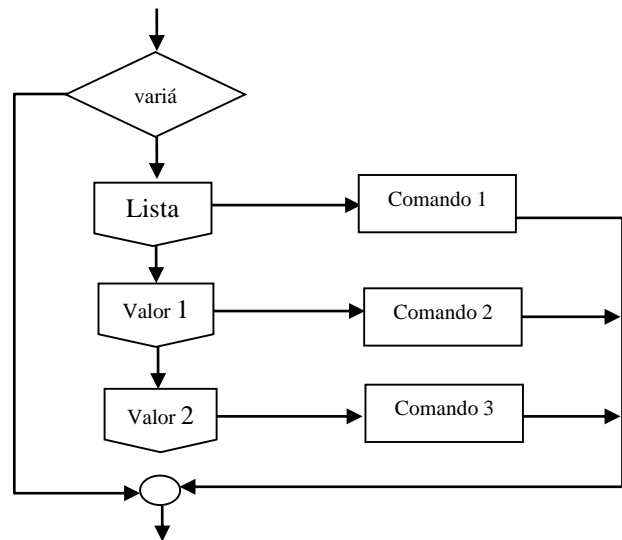 variá
Lista
Comando 1
Valor 1
Comando 2
Valor 2
Comando 3